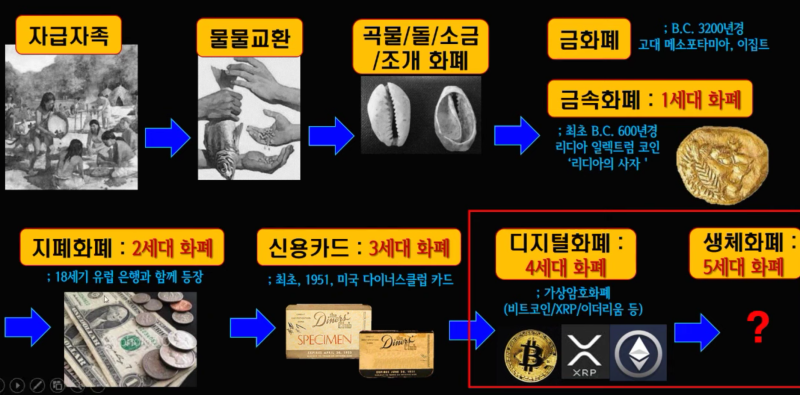 자급자족
물물교환
곡물/돌/소금
/조개 화폐
금화폐
; B.C. 3200년경
고대 메소포타미아, 이집트
금속화폐 : 1세대 화폐
; 최초 B.C. 600년경
리디아 일렉트럼 코인
‘리디아의 사자 '
지폐화폐 : 2세대 화폐
; 18세기 유럽 은행과 함께 등장
신용카드 : 3세대 화폐
; 최초, 1951, 미국 다이너스클럽 카드
Diners'
Club
SPECIMEN
Diners'
Club
디지털화폐 :
4세대 화폐
; 가상암호화폐
(비트코인/XRP/이더리움 등)
XRP
생체화폐 :
5세대 화폐
?